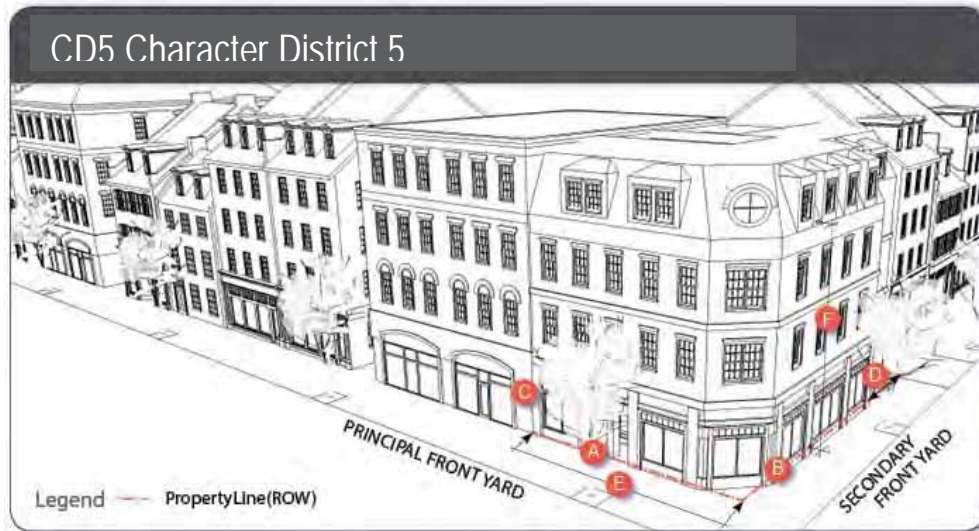 CD5 Character District 5
F
D
C
A
B
E
PRINCIPAL FRONT YARD
SECONDARY
FRONT YARD
Legend PropertyLine(ROW)